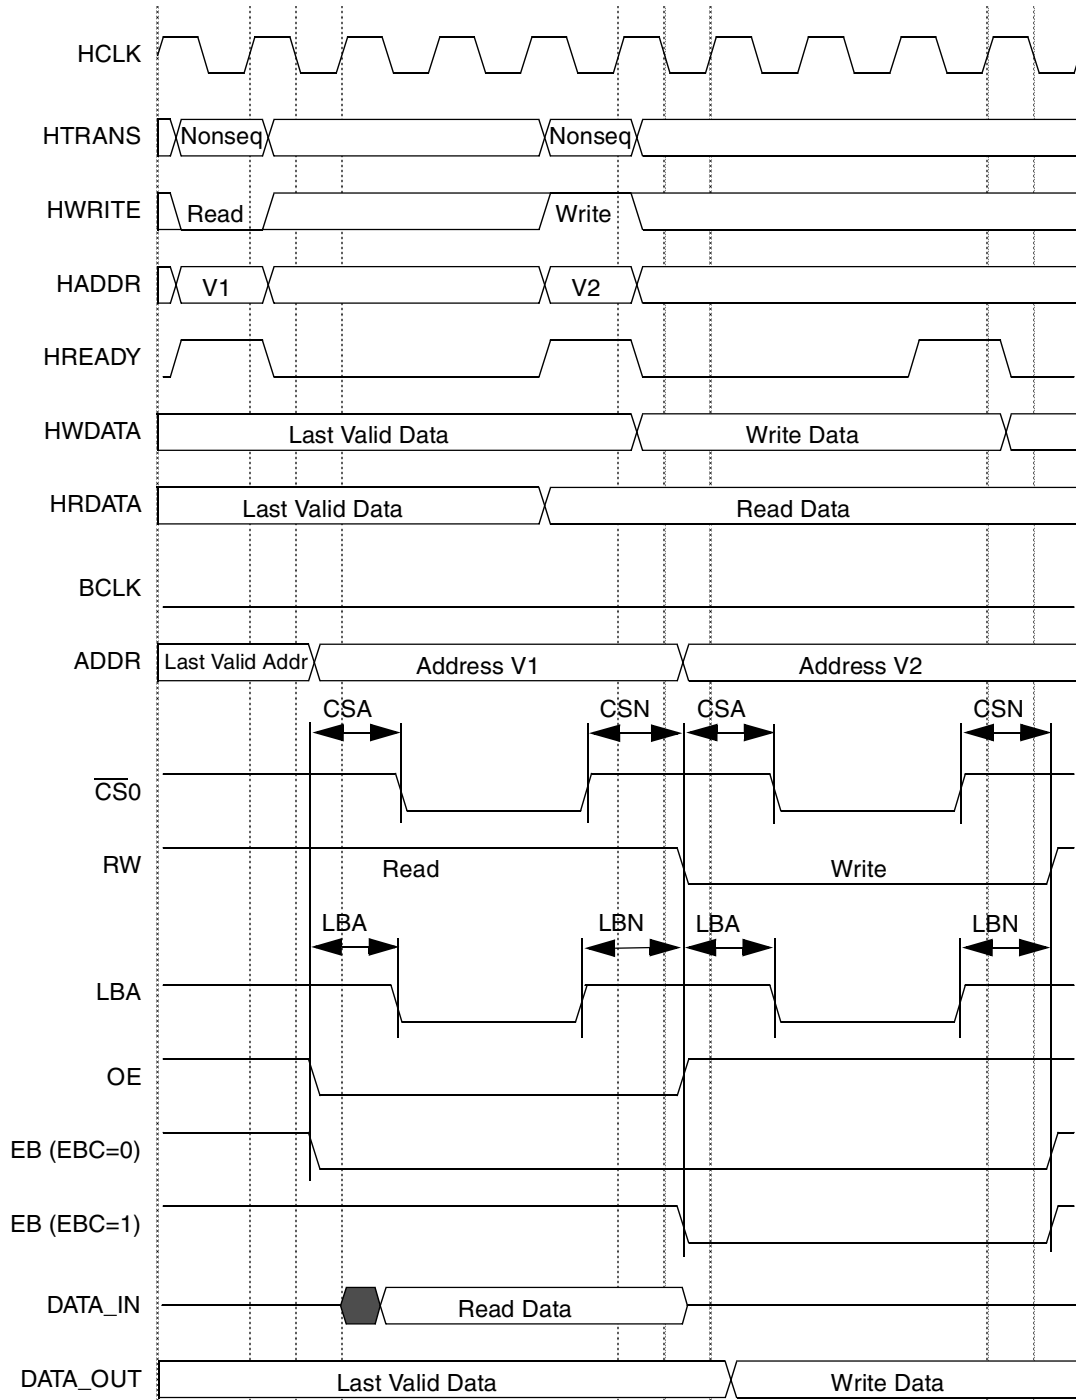 HCLK
HTRANS Nonseq Nonseq
HWRITE Read Write
HADDR V1 V2
HREADY
HWDATA Last Valid Data Write Data
HRDATA Last Valid Data Read Data
BCLK
ADDR Last Valid Addr Address V1 Address V2
CSA CSN CSA CSN
CS0
RW Read Write
LBA LBN LBA LBN
LBA
OE
EB (EBC=0)
EB (EBC=1)
DATA_IN Read Data
DATA_OUT Last Valid Data Write Data